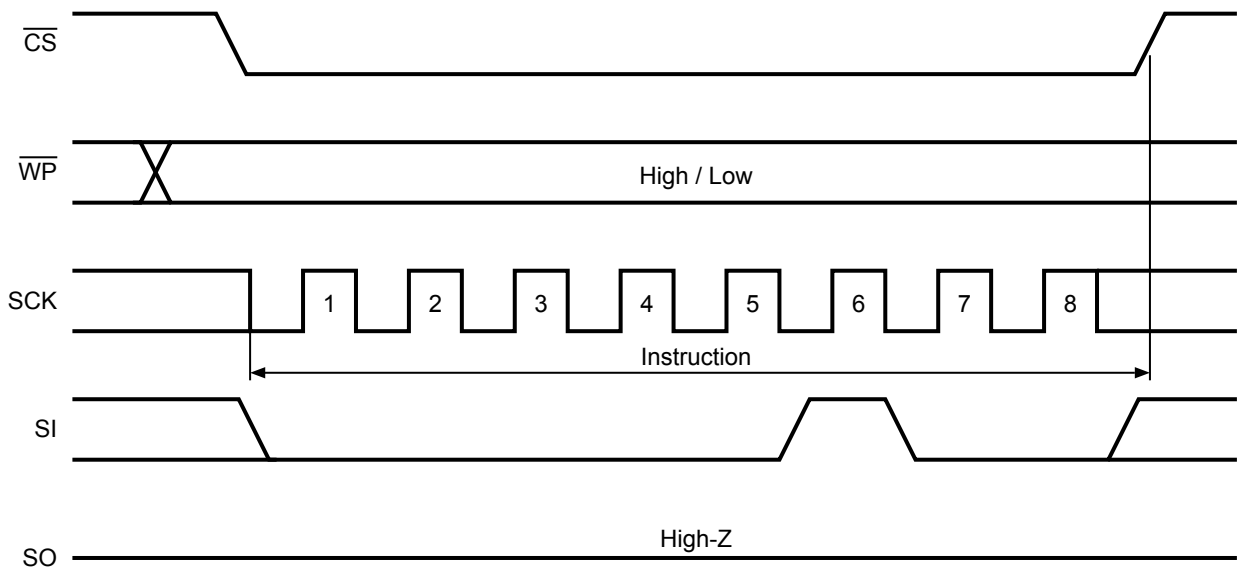 CS
WP
High / Low
SCK
1 2 3 4 5 6 7 8
Instruction
SI
High-Z
SO